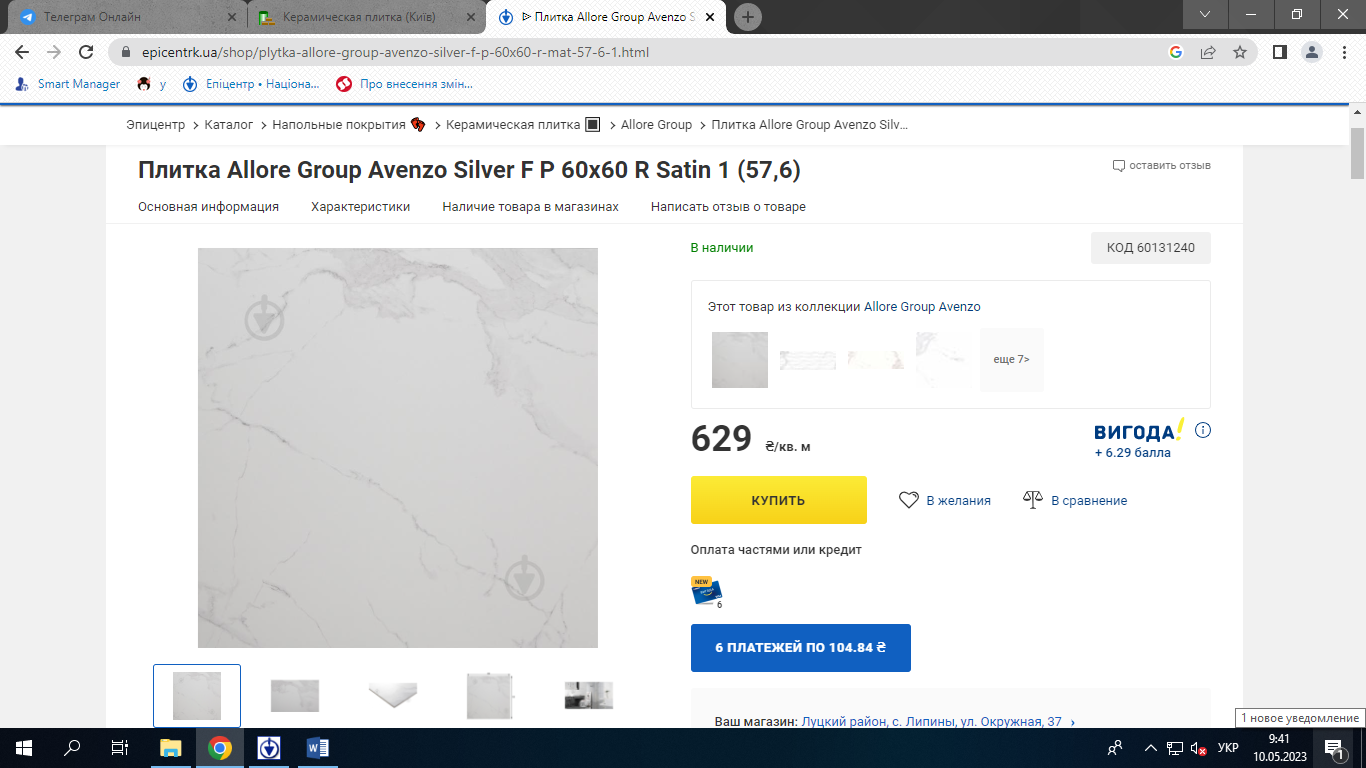 Телеграм Онлайн
Керамическая плитка (Київ)
ᐉ Плитка Allore Group Avenzo S
epicentrk.ua/shop/plytka-allore-group-avenzo-silver-f-p-60x60-r-mat-57-6-1.html
Smart Manager
у
Епіцентр • Націона...
Про внесення змін...
Эпицентр > Каталог > Напольные покрытия > Керамическая плитка > Allore Group > Плитка Allore Group Avenzo Silv...
Плитка Allore Group Avenzo Silver F P 60x60 R Satin 1 (57,6)
оставить отзыв
Основная информация
Характеристики
Наличие товара в магазинах
Написать отзыв о товаре
В наличии
КОД 60131240
Этот товар из коллекции Allore Group Avenzo
еще 7>
629 ₴/кв. м
ВИГОДА!
+ 6.29 балла
КУПИТЬ
В желания
В сравнение
Оплата частями или кредит
NEW
6
6 ПЛАТЕЖЕЙ ПО 104.84 ₴
Ваш магазин: Луцкий район, с. Липины, ул. Окружная, 37 ›
1 новое уведомление
УКР
9:41
10.05.2023
1